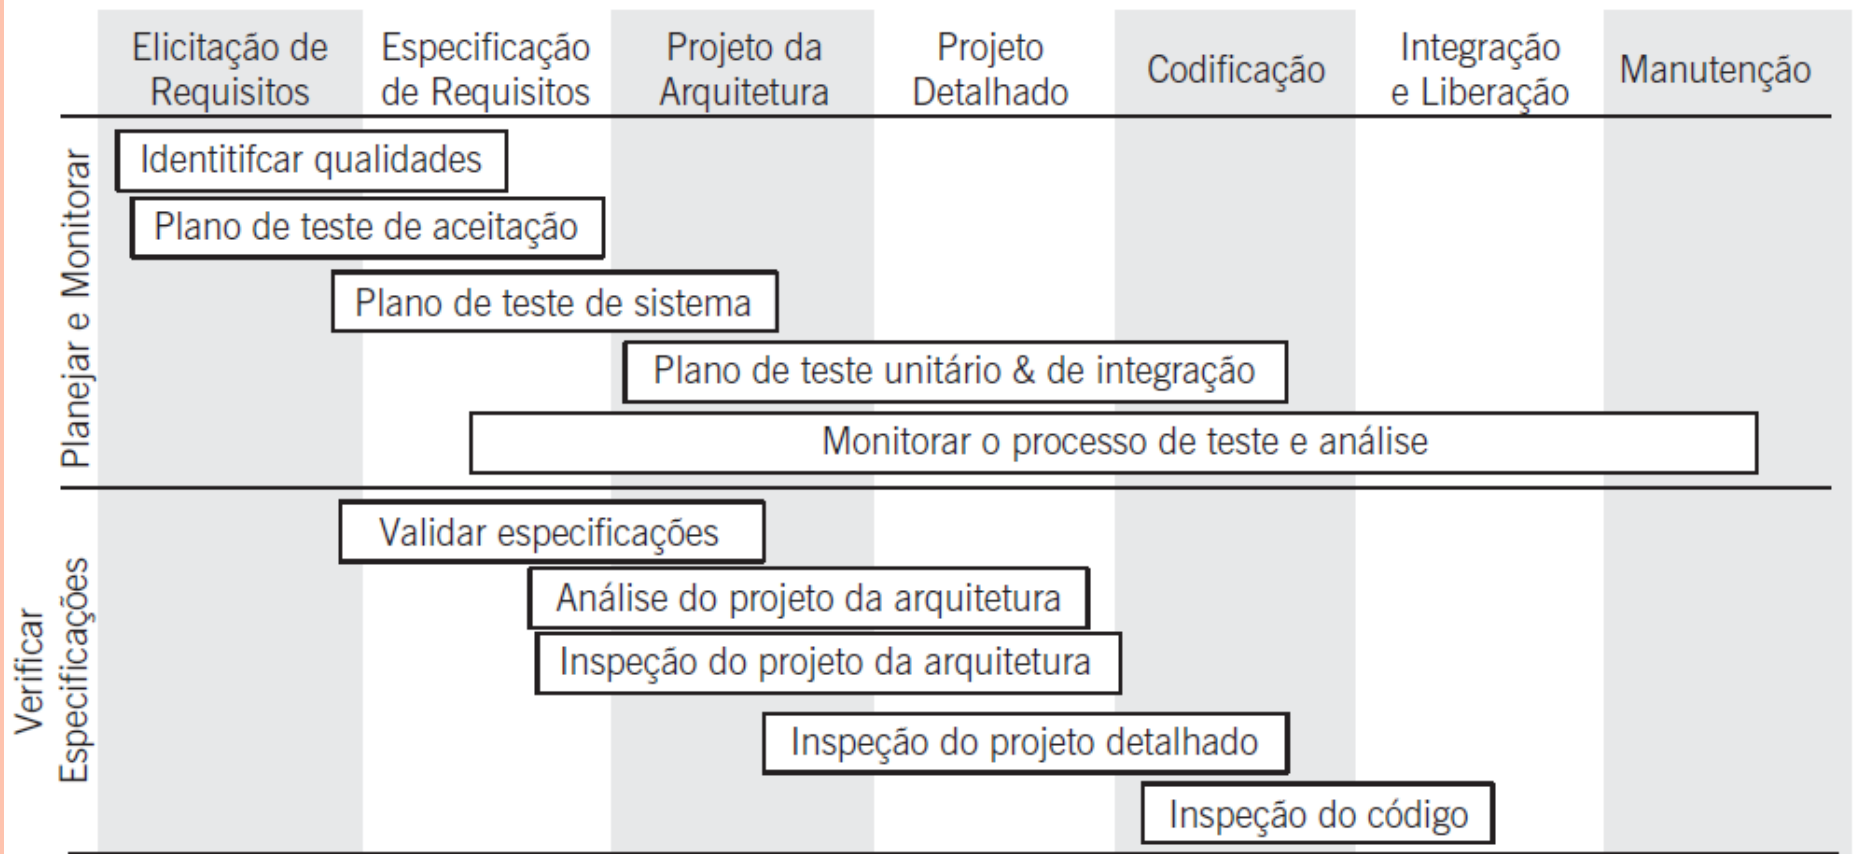 Elicitação de
Requisitos
Especificação
de Requisitos
Projeto da
Arquitetura
Projeto
Detalhado
Codificação
Integração
e Liberação
Manutenção
Planejar e Monitorar
Identitifcar qualidades
Plano de teste de aceitação
Plano de teste de sistema
Plano de teste unitário & de integração
Monitorar o processo de teste e análise
Verificar
Especificações
Validar especificações
Análise do projeto da arquitetura
Inspeção do projeto da arquitetura
Inspeção do projeto detalhado
Inspeção do código